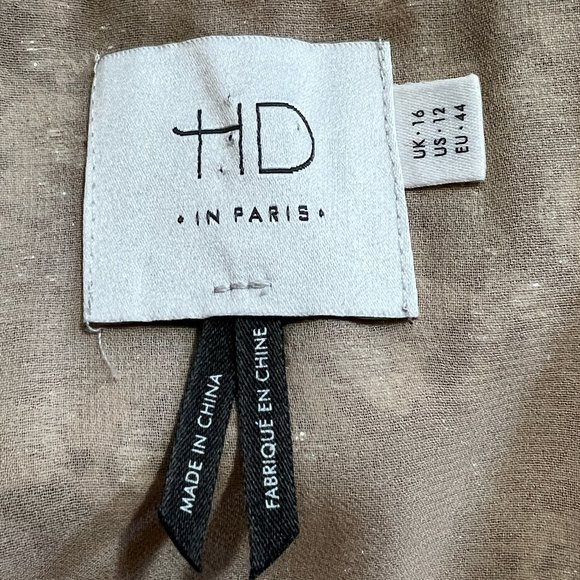 HD
• IN PARIS •
UK · 16
US · 12
EU · 44
MADE IN CHINA
FABRIQUÉ EN CHINE